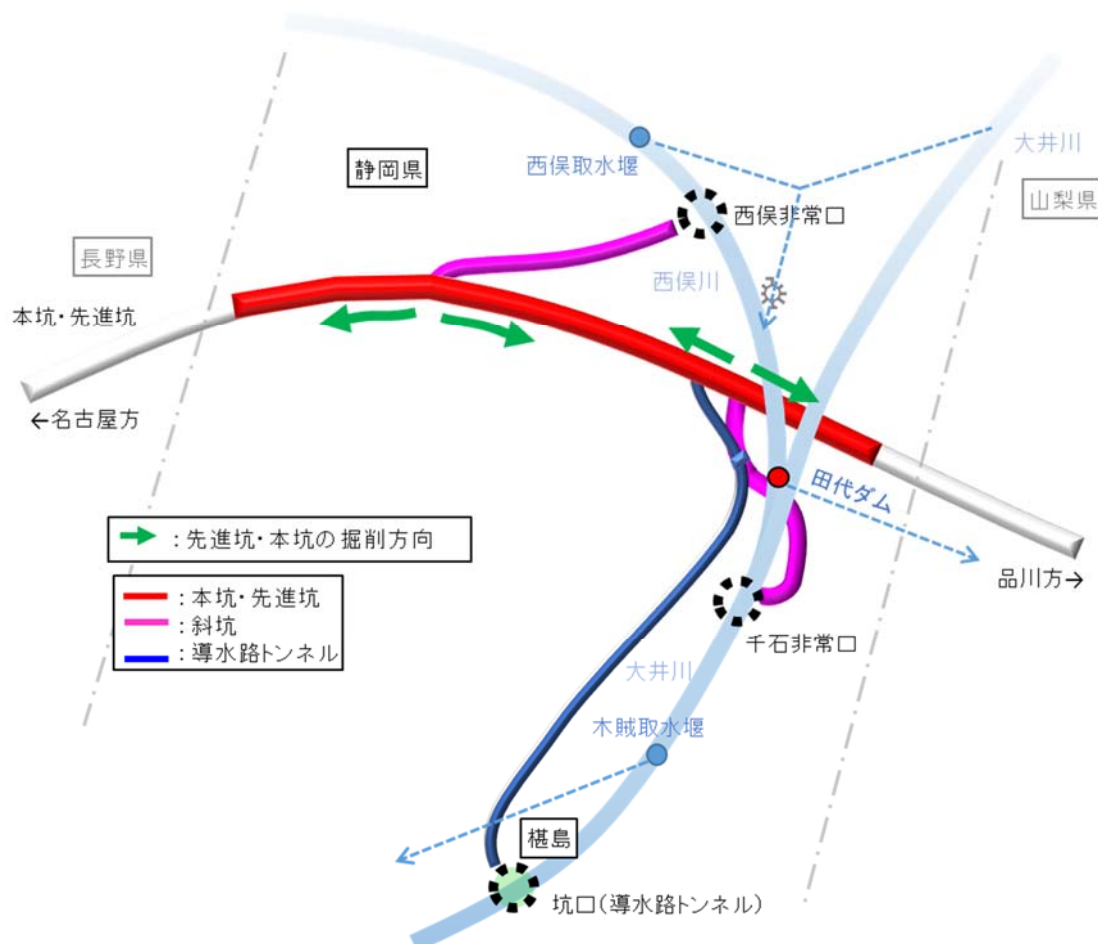 大井川
西俣取水堰
静岡県
山梨県
西俣非常口
長野県
西俣川
本坑・先進坑
←名古屋方
田代ダム
：先進坑・本坑の掘削方向
品川方→
：本坑・先進坑
：斜坑
：導水路トンネル
千石非常口
大井川
木賊取水堰
椹島
坑口（導水路トンネル）